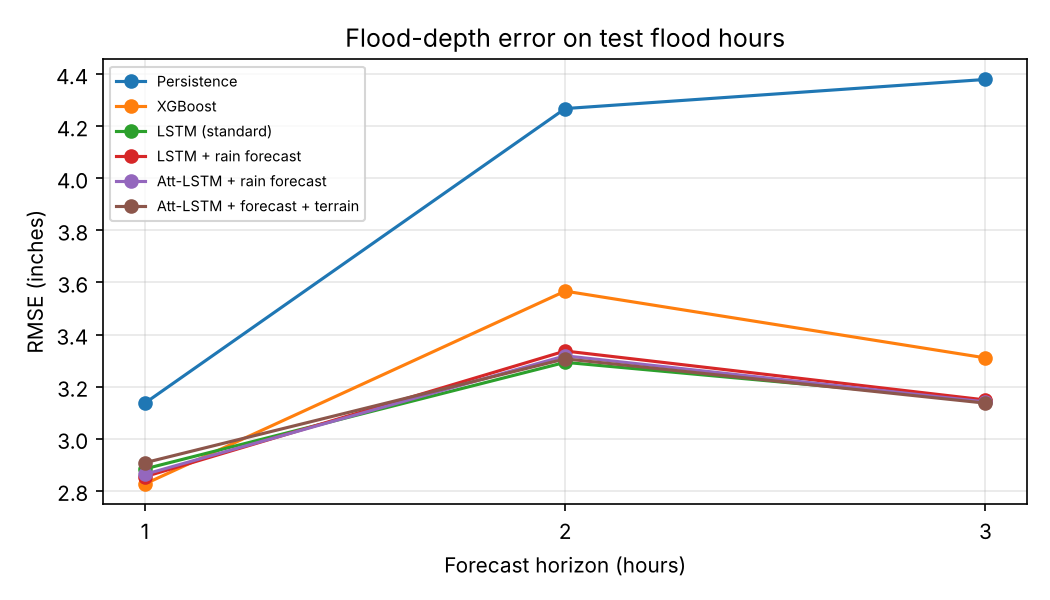 Flood-depth error on test flood hours
Persistence
XGBoost
LSTM (standard)
LSTM + rain forecast
Att-LSTM + rain forecast
Att-LSTM + forecast + terrain
RMSE (inches)
4.4
4.2
4.0
3.8
3.6
3.4
3.2
3.0
2.8
1 2 3
Forecast horizon (hours)